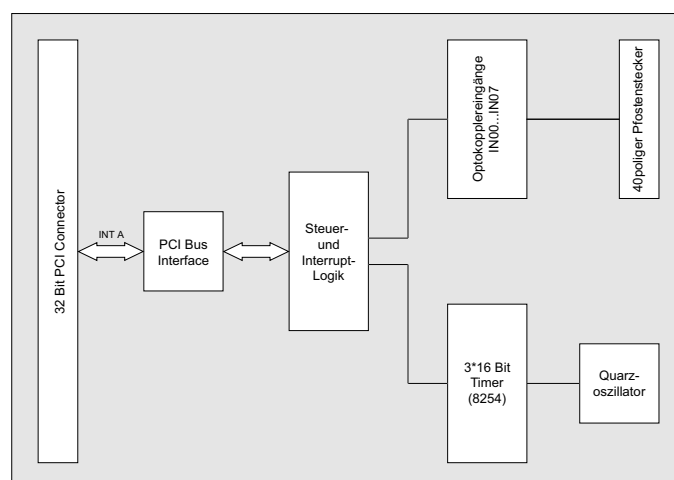 32 Bit PCI Connector
INT A
PCI Bus
Interface
Steuer-
und
Interrupt-
Logik
Optokopplereingänge
IN00...IN07
40poliger Pfostenstecker
3*16 Bit
Timer
(8254)
Quarz-
oszillator